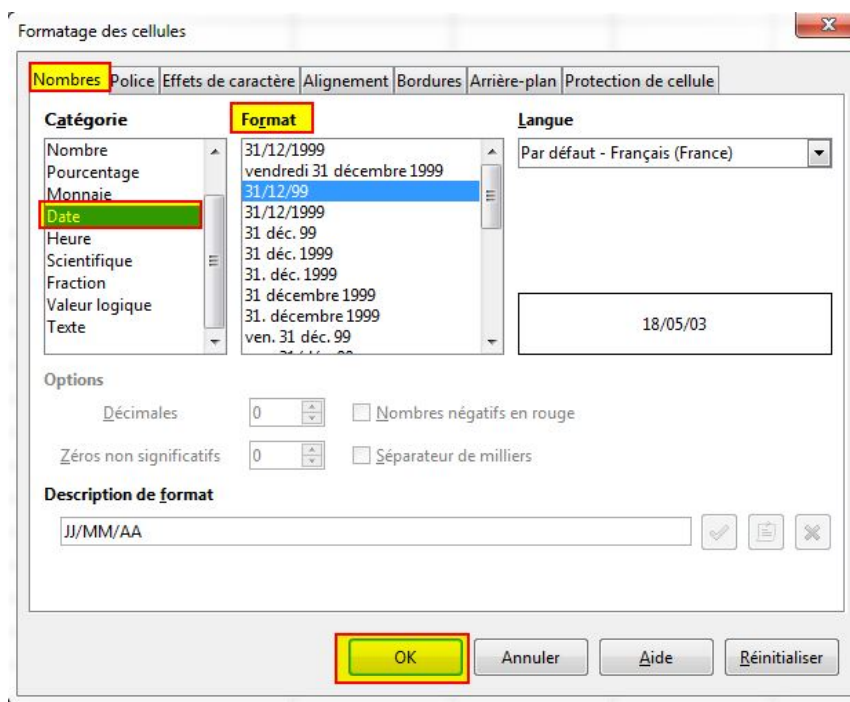 Formatage des cellules
Nombres Police Effets de caractère Alignement Bordures Arrière-plan Protection de cellule
Catégorie
Nombre
Pourcentage
Monnaie
Date
Heure
Scientifique
Fraction
Valeur logique
Texte
Format
31/12/1999
vendredi 31 décembre 1999
31/12/99
31/12/1999
31 déc. 99
31 déc. 1999
31. déc. 1999
31 décembre 1999
31. décembre 1999
ven. 31 déc. 99
Langue
Par défaut - Français (France)
18/05/03
Options
Décimales 0 Nombres négatifs en rouge
Zéros non significatifs 0 Séparateur de milliers
Description de format
JJ/MM/AA
OK Annuler Aide Réinitialiser